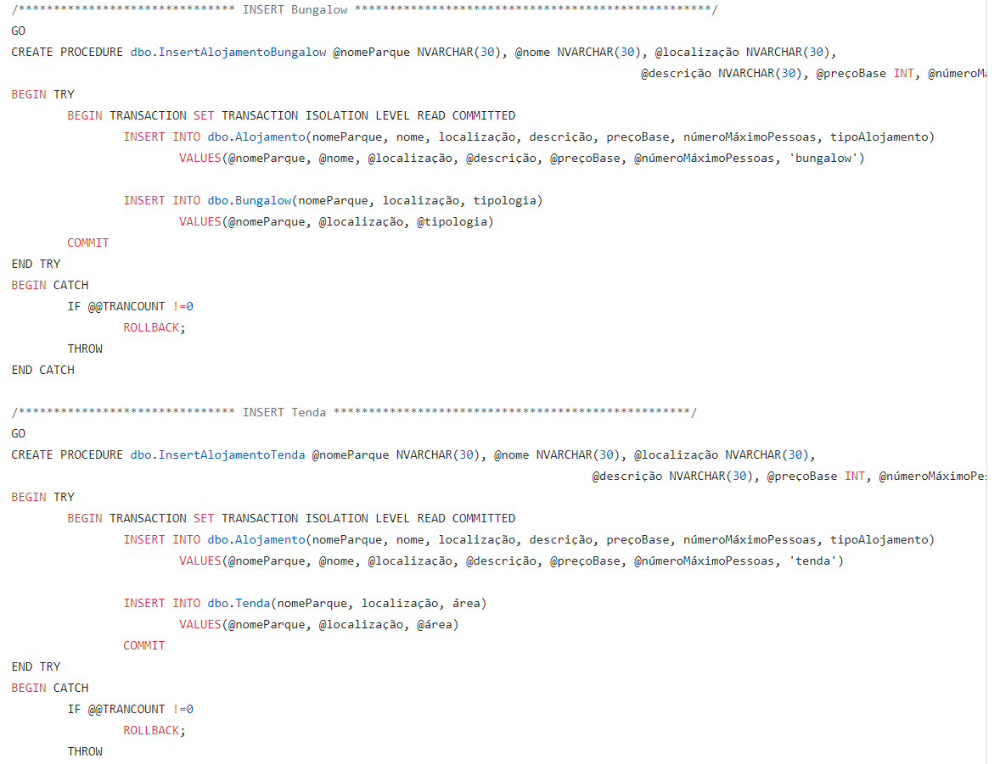 /******************************* INSERT Bungalow ***************************************************/
GO
CREATE PROCEDURE dbo.InsertAlojamentoBungalow @nomeParque NVARCHAR(30), @nome NVARCHAR(30), @localização NVARCHAR(30),
@descrição NVARCHAR(30), @preçoBase INT,
BEGIN TRY
BEGIN TRANSACTION SET TRANSACTION ISOLATION LEVEL READ COMMITTED
INSERT INTO dbo.Alojamento(nomeParque, nome, localização, descrição, preçoBase, númeroMáximoPessoas, tipoAlojamento)
VALUES(@nomeParque, @nome, @localização, @descrição, @preçoBase, @númeroMáximoPessoas, 'bungalow')
INSERT INTO dbo.Bungalow(nomeParque, localização, tipologia)
VALUES(@nomeParque, @localização, @tipologia)
COMMIT
END TRY
BEGIN CATCH
IF @@TRANCOUNT !=0
ROLLBACK;
THROW
END CATCH
/******************************* INSERT Tenda ***************************************************/
GO
CREATE PROCEDURE dbo.InsertAlojamentoTenda @nomeParque NVARCHAR(30), @nome NVARCHAR(30), @localização NVARCHAR(30),
@descrição NVARCHAR(30), @preçoBase INT, @númeroMáximoPe
BEGIN TRY
BEGIN TRANSACTION SET TRANSACTION ISOLATION LEVEL READ COMMITTED
INSERT INTO dbo.Alojamento(nomeParque, nome, localização, descrição, preçoBase, númeroMáximoPessoas, tipoAlojamento)
VALUES(@nomeParque, @nome, @localização, @descrição, @preçoBase, @númeroMáximoPessoas, 'tenda')
INSERT INTO dbo.Tenda(nomeParque, localização, área)
VALUES(@nomeParque, @localização, @área)
COMMIT
END TRY
BEGIN CATCH
IF @@TRANCOUNT !=0
ROLLBACK;
THROW